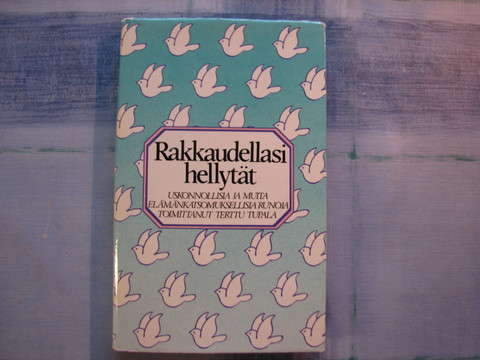 Rakkaudellasi
hellytät
USKONNOLLISIA JA MUITA
ELÄMÄNKATSOMUKSELLISIA RUNOJA
TOIMITTANUT TERTTU TUPALA